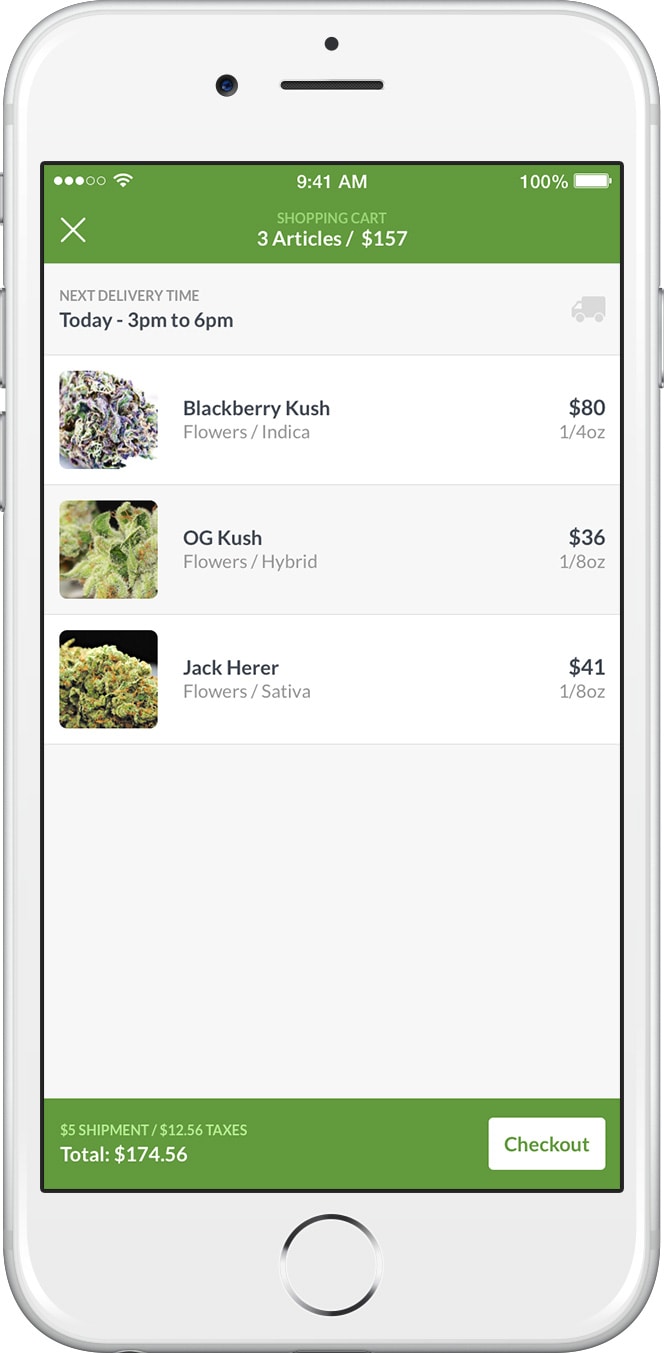 9:41 AM
100%
SHOPPING CART
3 Articles / $157
NEXT DELIVERY TIME
Today - 3pm to 6pm
Blackberry Kush
$80
Flowers / Indica
1/4oz
OG Kush
$36
Flowers / Hybrid
1/8oz
Jack Herer
$41
Flowers / Sativa
1/8oz
$5 SHIPMENT / $12.56 TAXES
Total: $174.56
Checkout